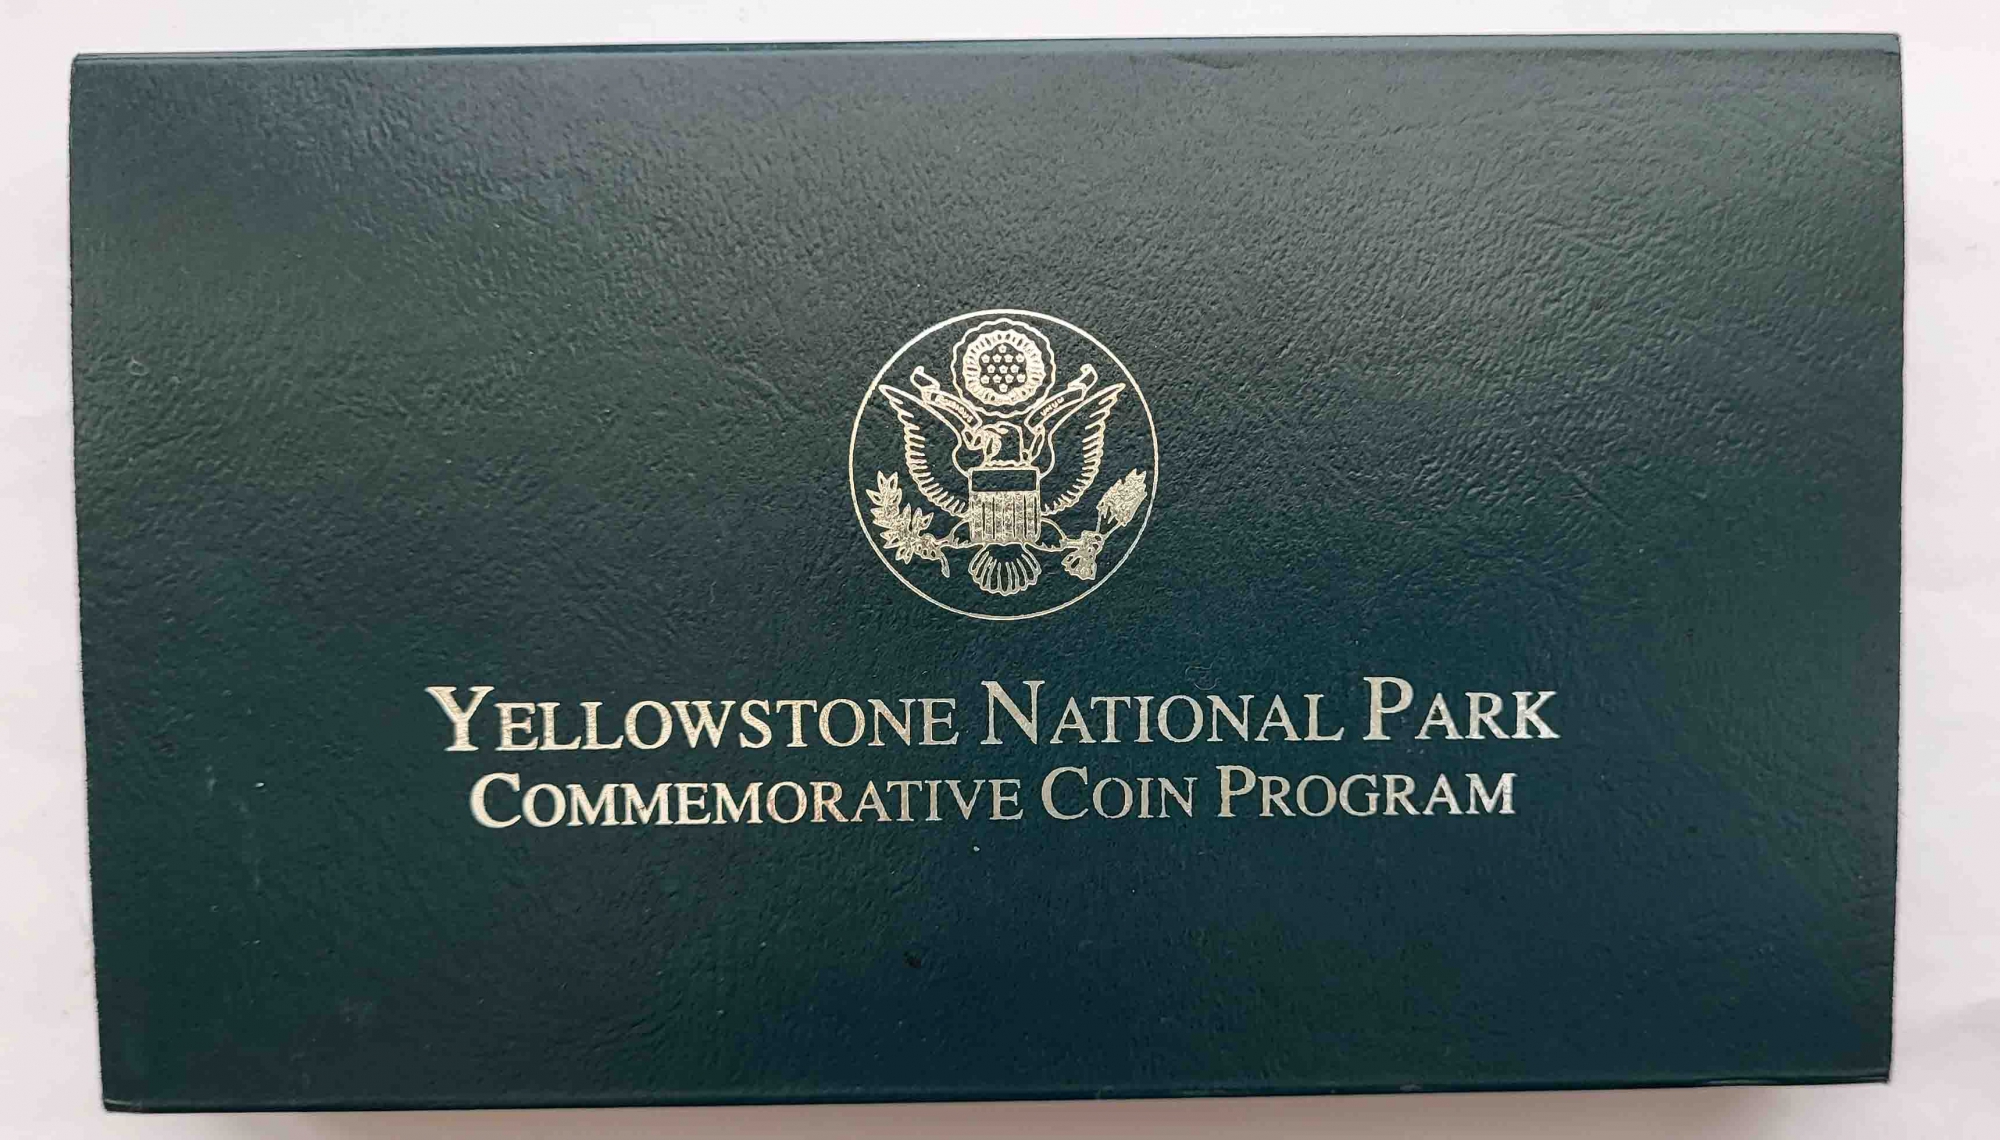 YELLOWSTONE NATIONAL PARK
COMMEMORATIVE COIN PROGRAM